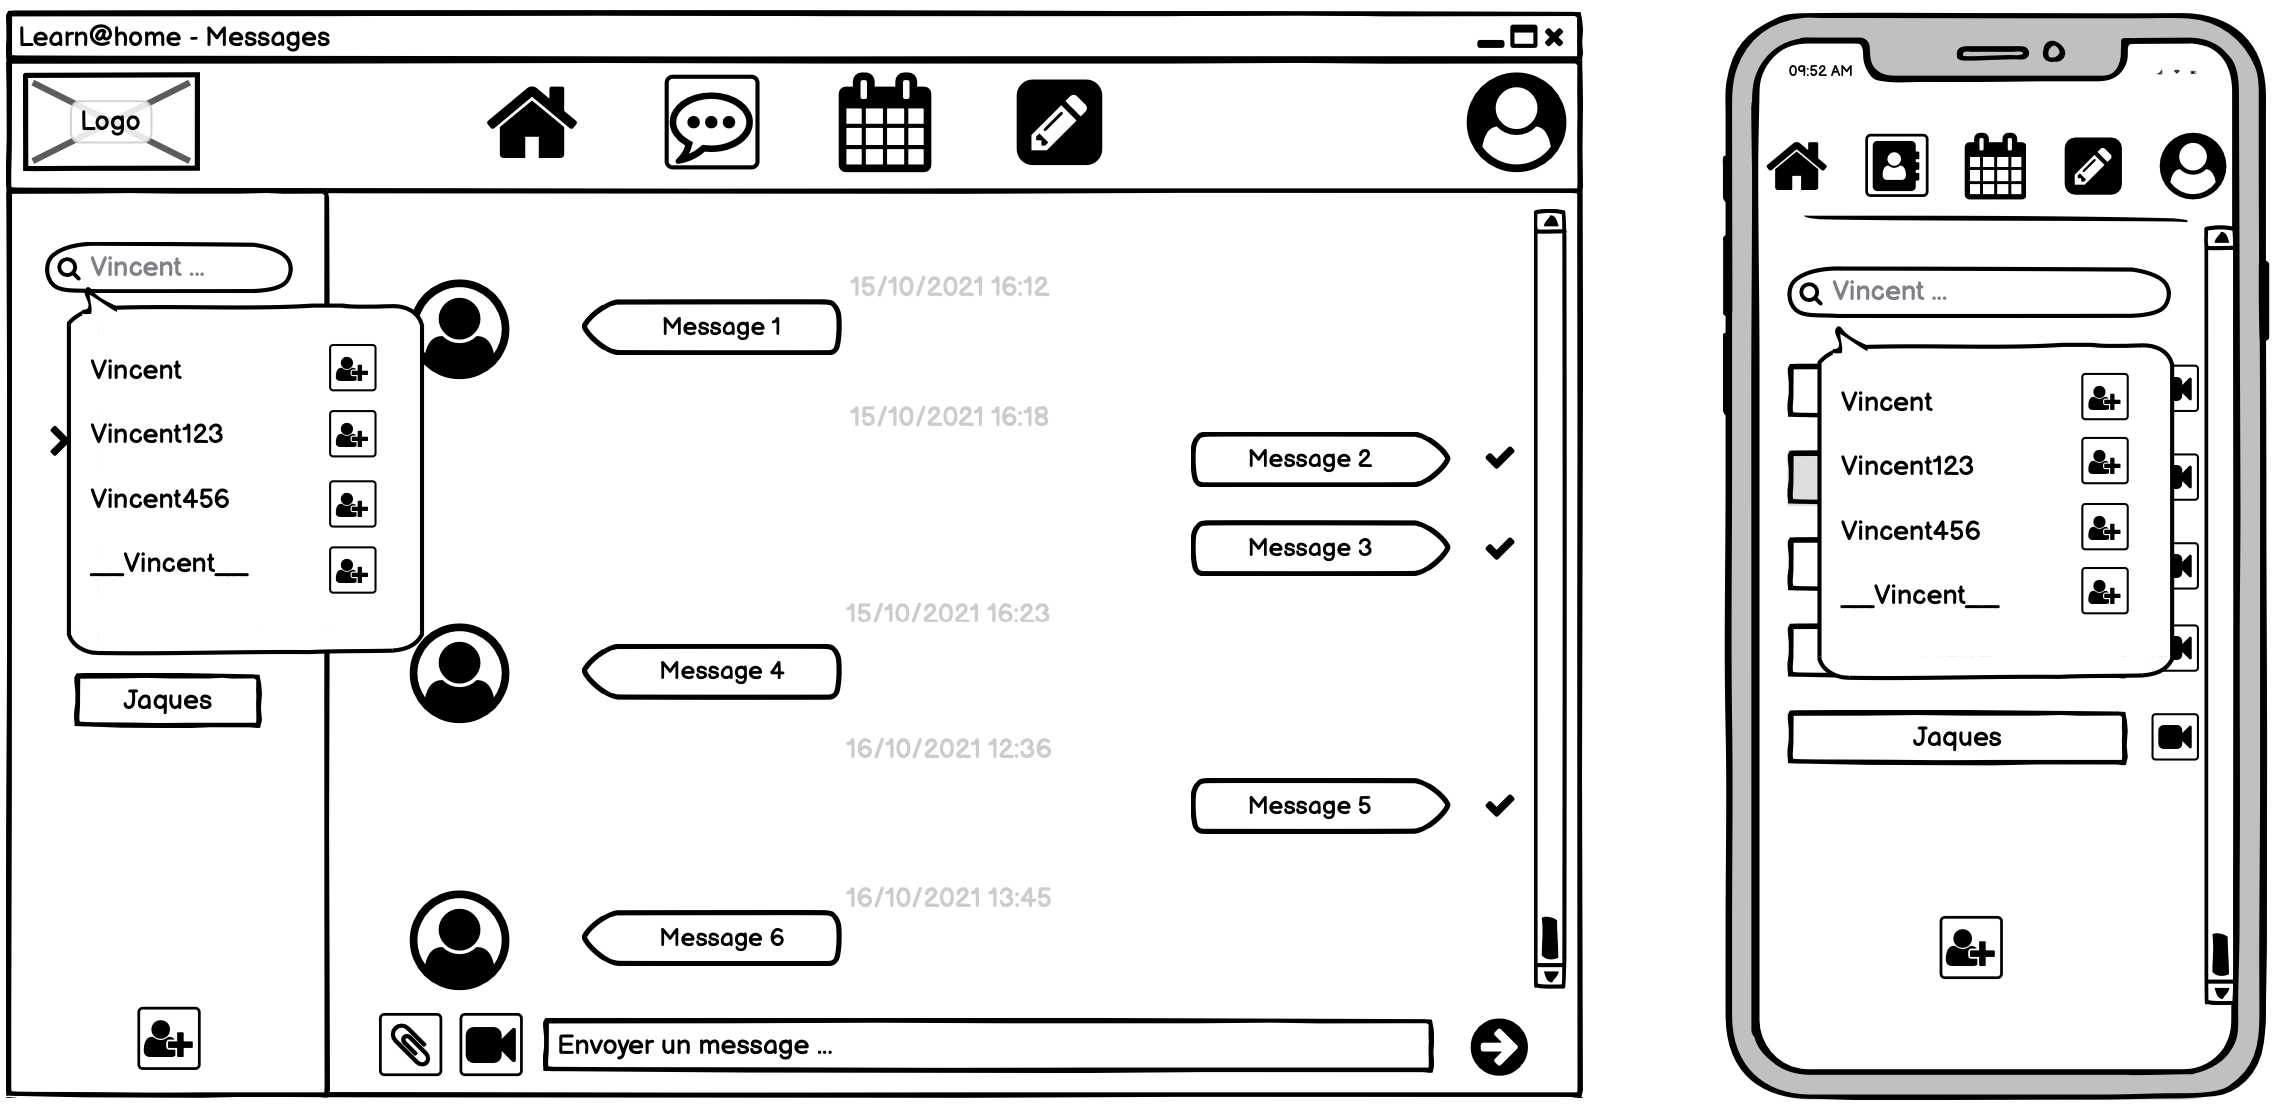 Learn@home - Messages
Logo
Vincent ...
Vincent
Vincent123
Vincent456
__Vincent__
Jaques
15/10/2021 16:12
Message 1
15/10/2021 16:18
Message 2
Message 3
15/10/2021 16:23
Message 4
16/10/2021 12:36
Message 5
16/10/2021 13:45
Message 6
Envoyer un message ...
09:52 AM
Vincent ...
Vincent
Vincent123
Vincent456
__Vincent__
Jaques